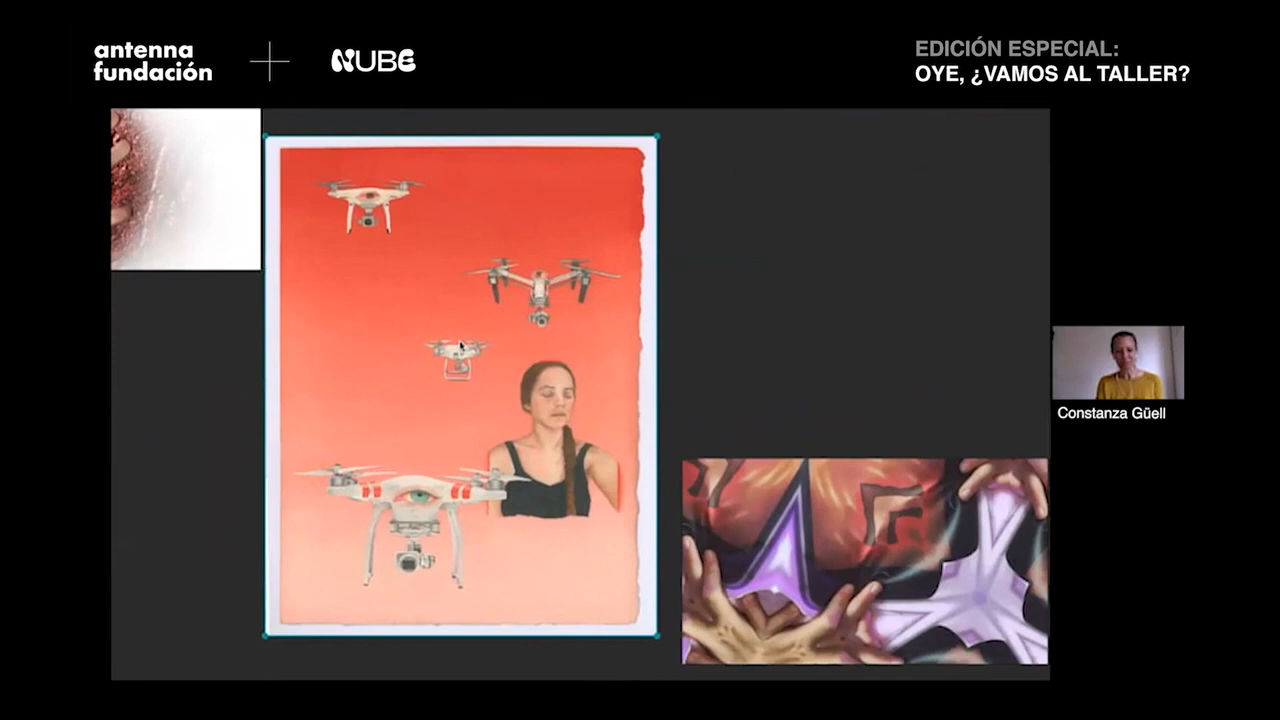 antenna
fundación
NUBE
EDICIÓN ESPECIAL:
OYE, ¿VAMOS AL TALLER?
Constanza Güell